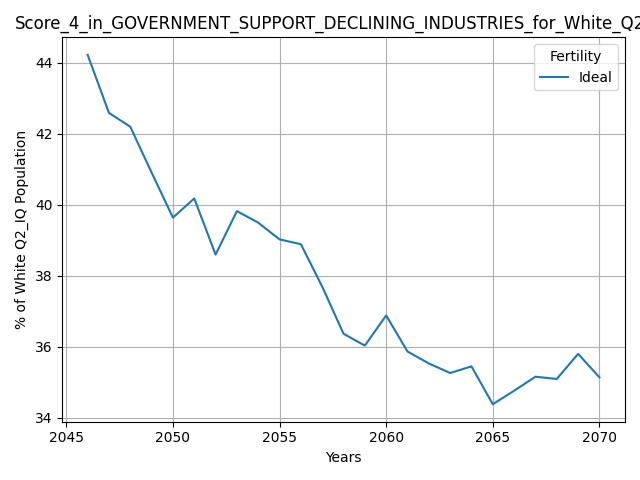 Score_4_in_GOVERNMENT_SUPPORT_DECLINING_INDUSTRIES_for_White_Q2
Fertility
Ideal
% of White Q2_IQ Population
44
42
40
38
36
34
2045 2050 2055 2060 2065 2070
Years